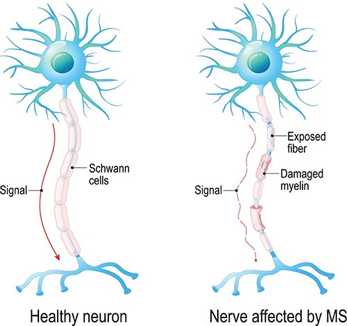 Signal
Schwann
cells
Healthy neuron
Exposed
fiber
Damaged
myelin
Signal
Nerve affected by MS